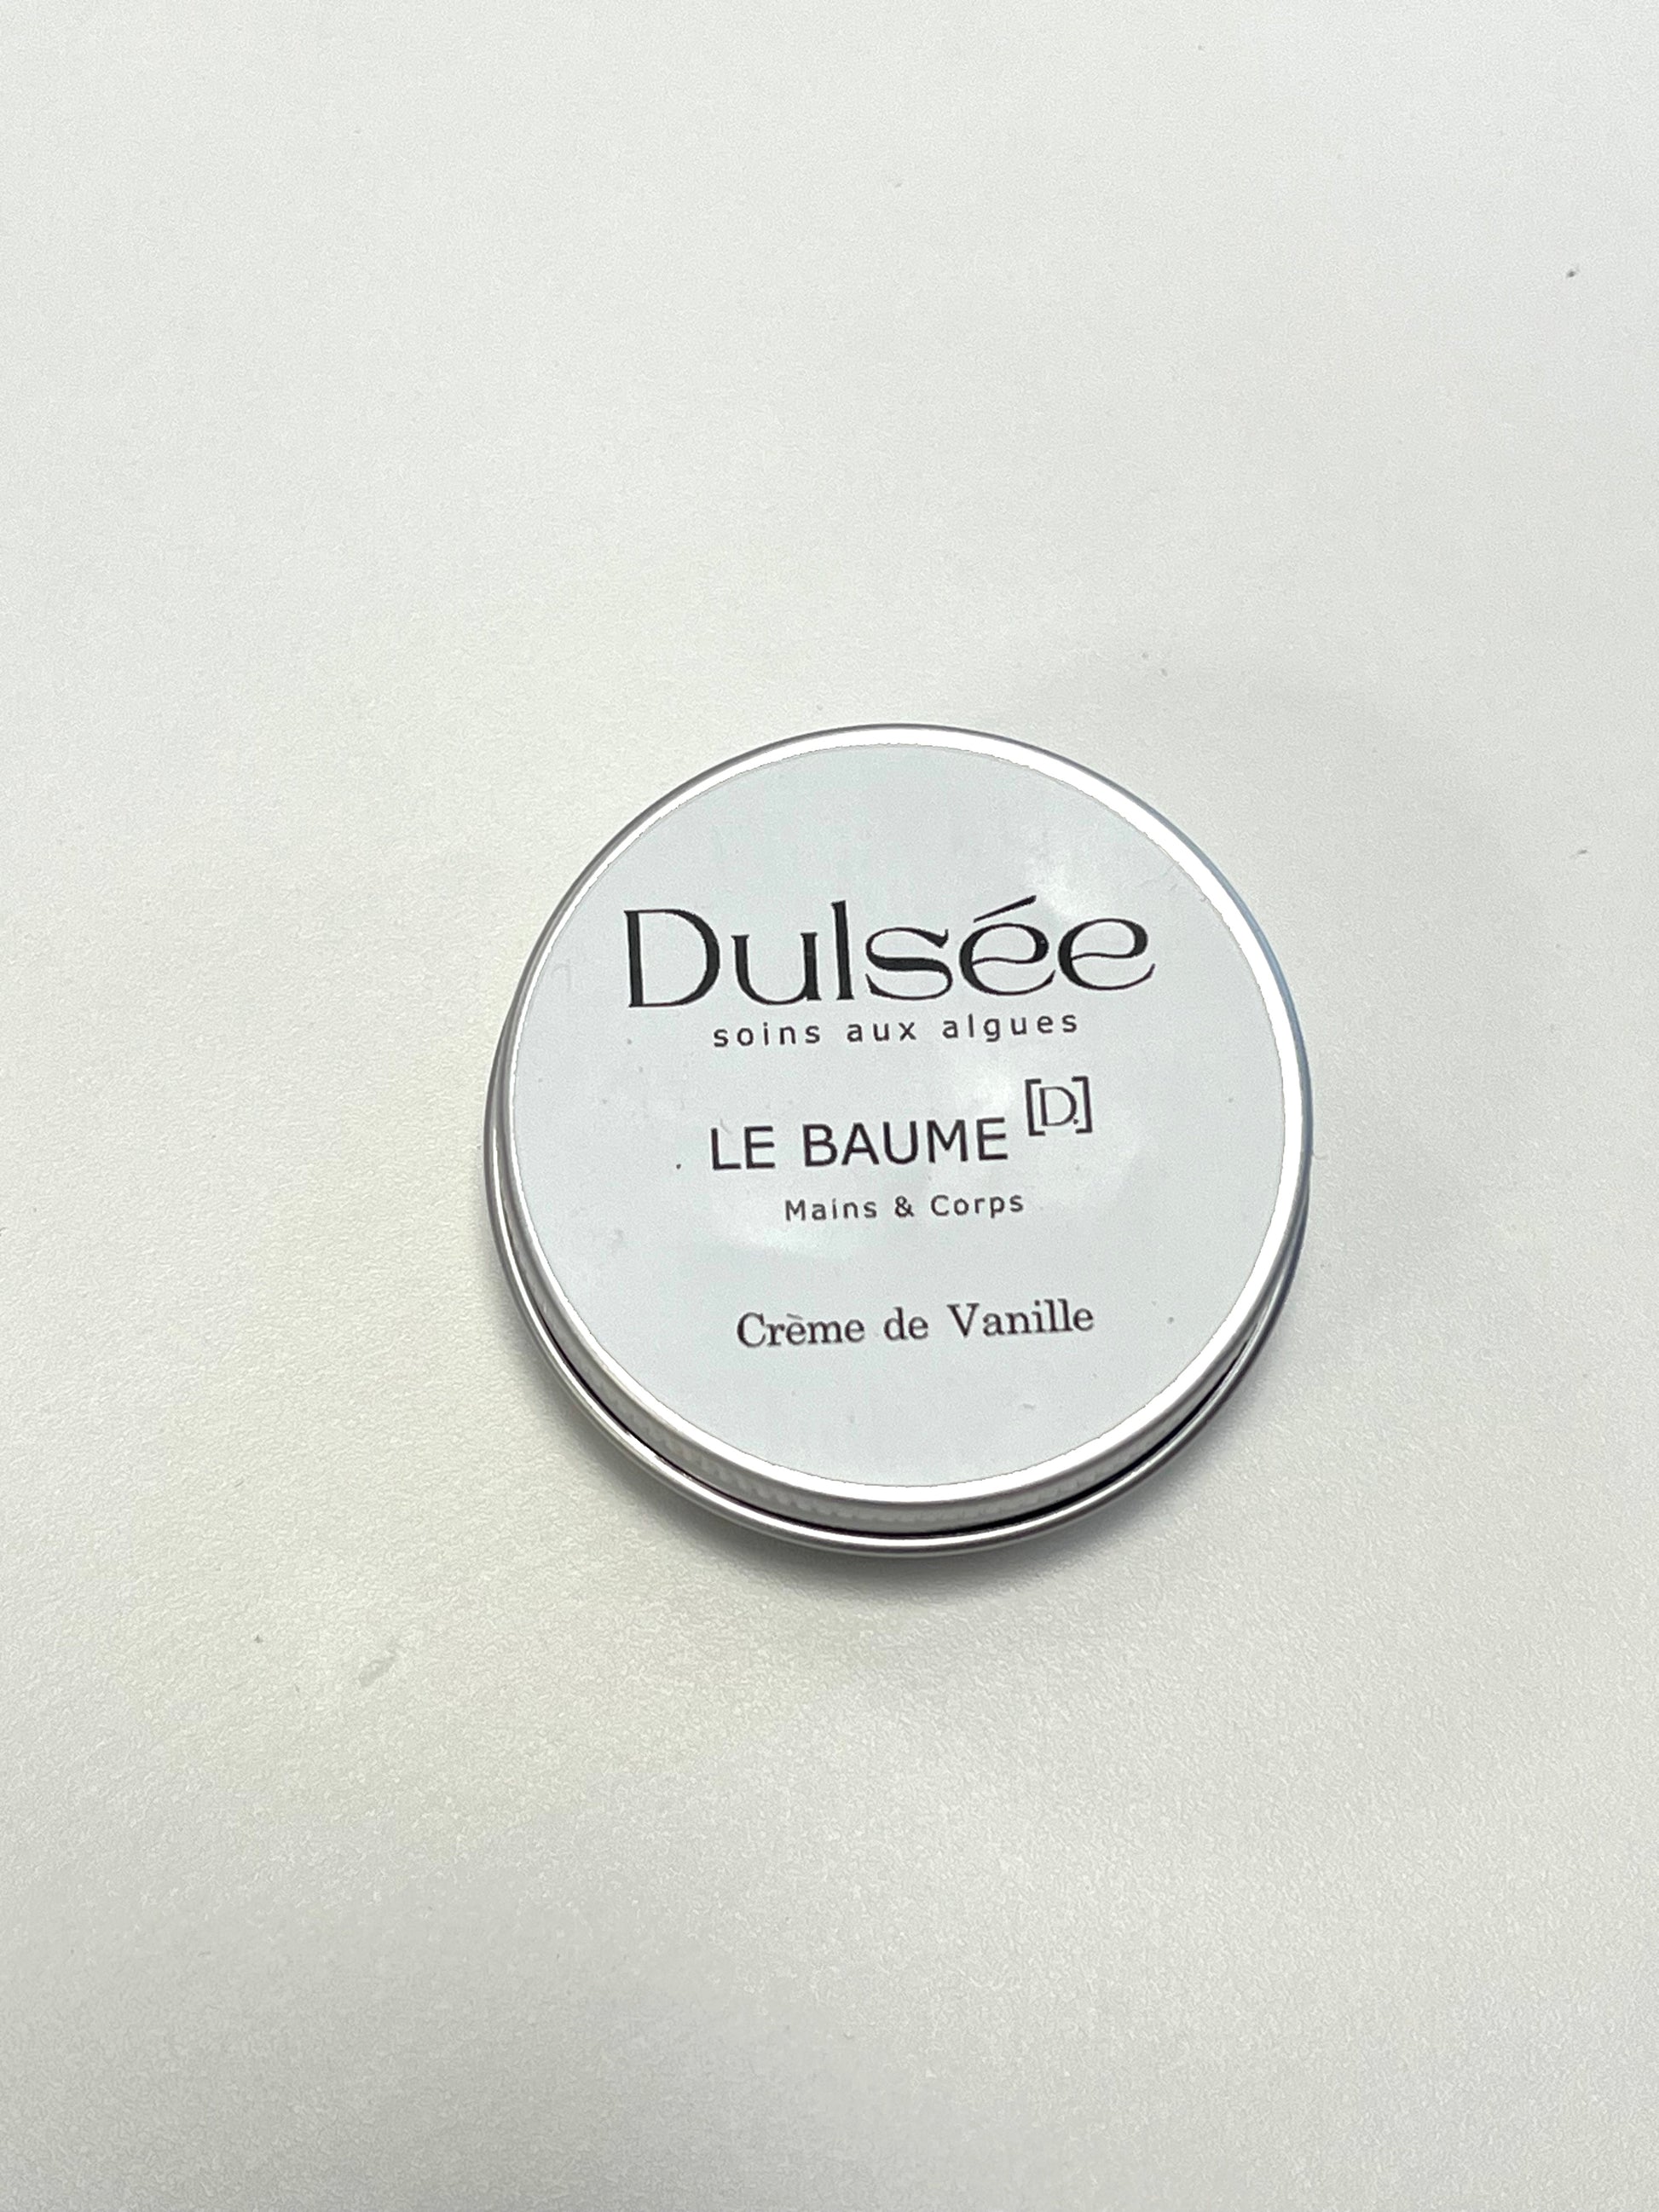 Dulsée
soins aux algues
LE BAUME [D.]
Mains & Corps
Crème de Vanille